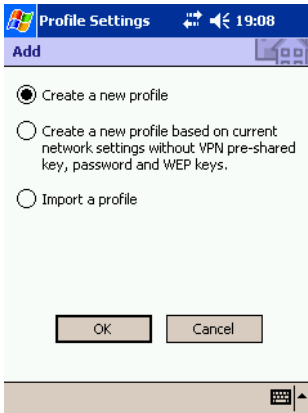 Profile Settings 19:08
Add
Create a new profile
Create a new profile based on current
network settings without VPN pre-shared
key, password and WEP keys.
Import a profile
OK Cancel